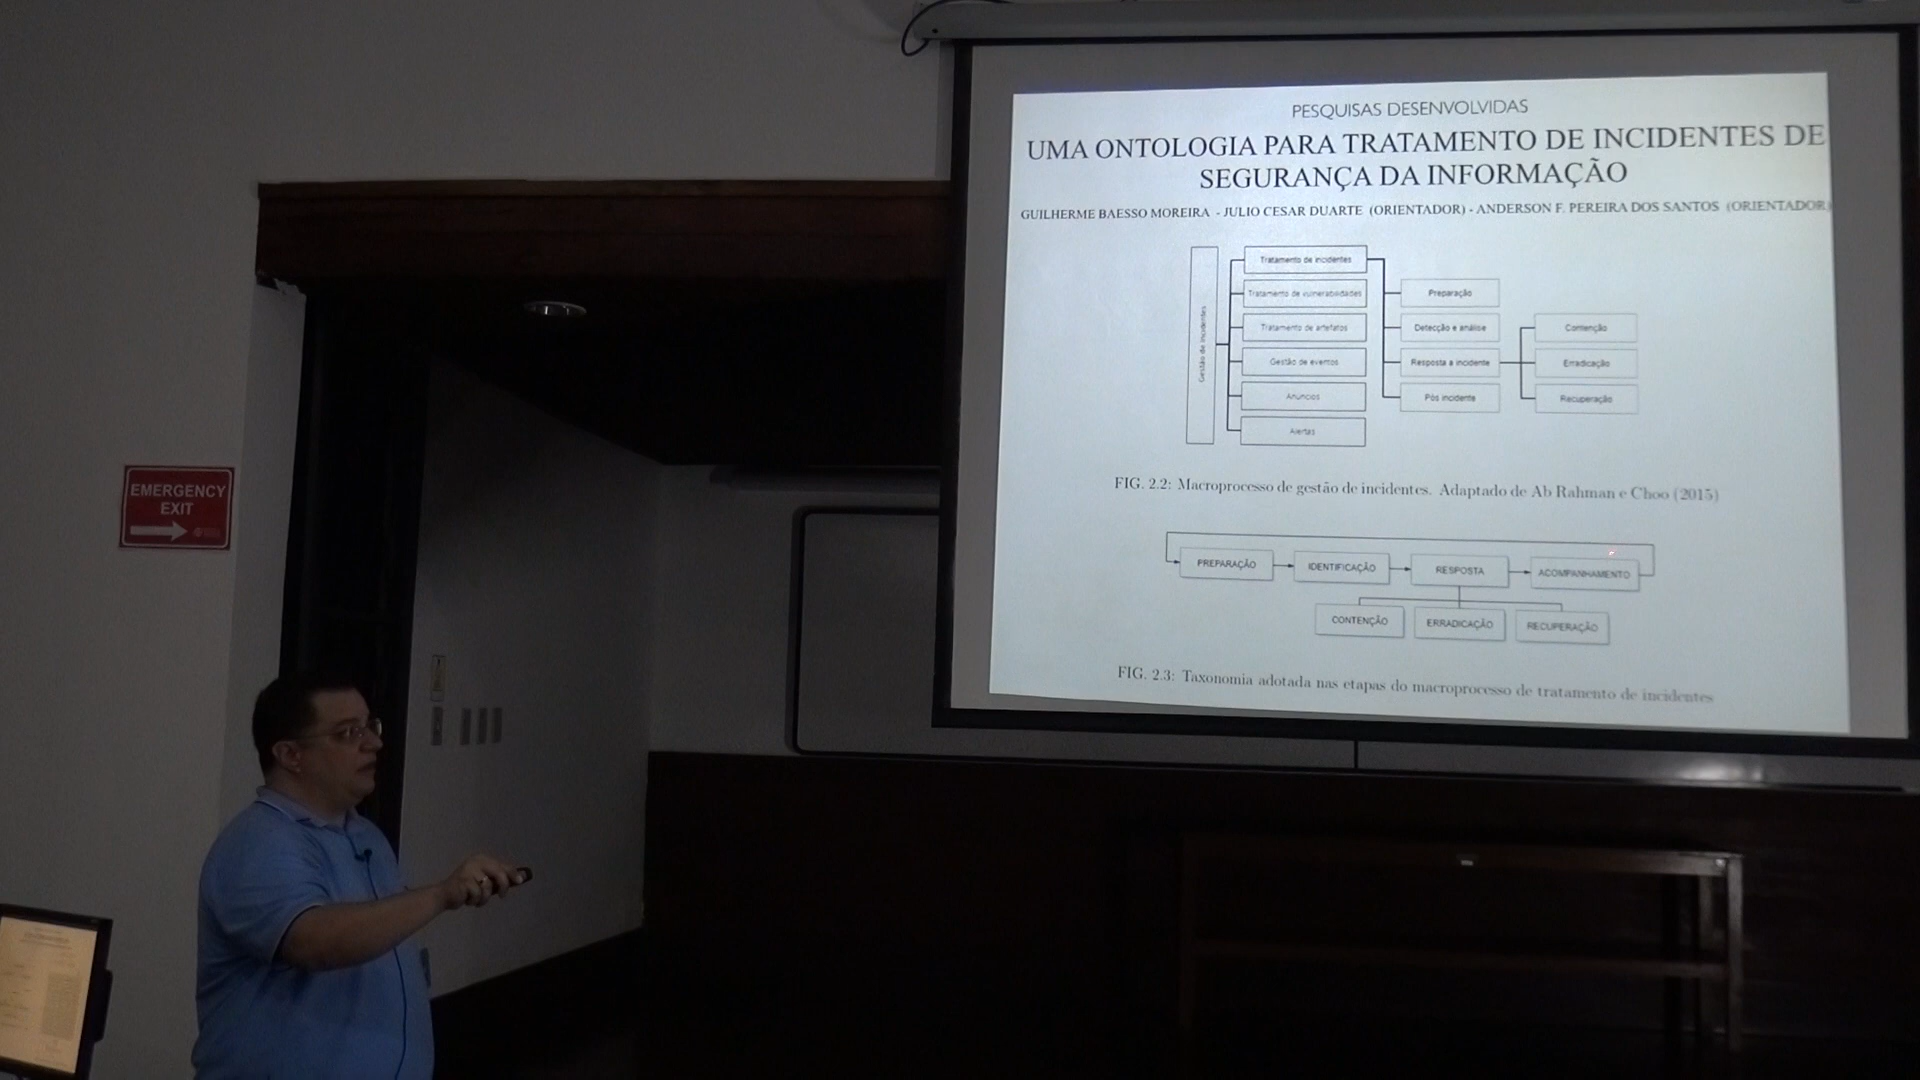 PESQUISAS DESENVOLVIDAS
UMA ONTOLOGIA PARA TRATAMENTO DE INCIDENTES DE
SEGURANÇA DA INFORMAÇÃO
GUILHERME BAESSO MOREIRA - JULIO CESAR DUARTE (ORIENTADOR) - ANDERSON F. PEREIRA DOS SANTOS (ORIENTADOR)
Gestão de incidentes
Tratamento de incidentes
Tratamento de vulnerabilidades
Tratamento de artefatos
Gestão de eventos
Anúncios
Alertas
Preparação
Detecção e análise
Resposta a incidente
Pós incidente
Contenção
Erradicação
Recuperação
FIG. 2.2: Macroprocesso de gestão de incidentes. Adaptado de Ab Rahman e Choo (2015)
PREPARAÇÃO
IDENTIFICAÇÃO
RESPOSTA
ACOMPANHAMENTO
CONTENÇÃO
ERRADICAÇÃO
RECUPERAÇÃO
FIG. 2.3: Taxonomia adotada nas etapas do macroprocesso de tratamento de incidentes
EMERGENCY
EXIT